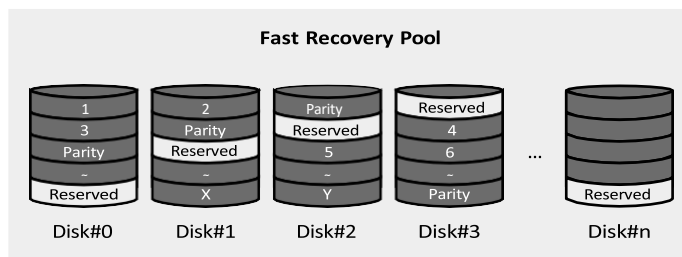 Fast Recovery Pool
1 2 Parity Reserved
3 Parity Reserved 4
Parity Reserved 5 6 ...
~ ~ ~ ~
Reserved X Y Parity Reserved
Disk#0 Disk#1 Disk#2 Disk#3 Disk#n